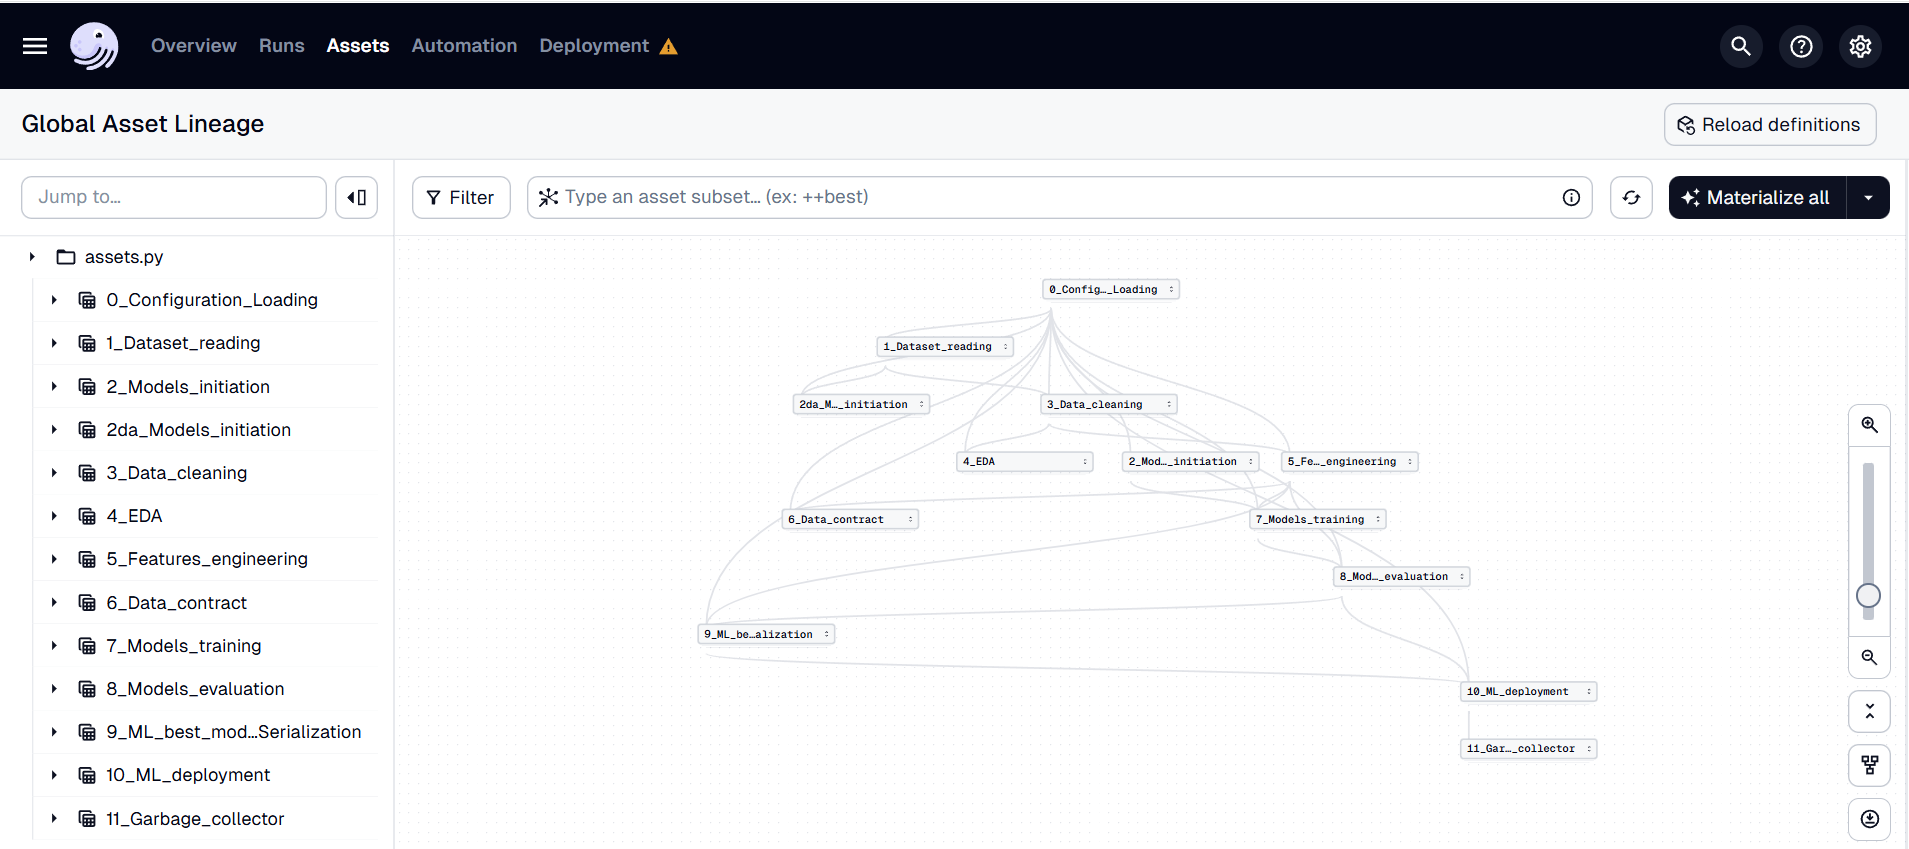 Overview Runs Assets Automation Deployment
Global Asset Lineage
Reload definitions
Jump to…
Filter
Type an asset subset… (ex: ++best)
Materialize all
assets.py
0_Configuration_Loading
1_Dataset_reading
2_Models_initiation
2da_Models_initiation
3_Data_cleaning
4_EDA
5_Features_engineering
6_Data_contract
7_Models_training
8_Models_evaluation
9_ML_best_mod…Serialization
10_ML_deployment
11_Garbage_collector
0_Config…_Loading
1_Dataset_reading
2da_M…_initiation
3_Data_cleaning
4_EDA
2_Mod…_initiation
5_Fe…_engineering
6_Data_contract
7_Models_training
8_Mod…_evaluation
9_ML_be…alization
10_ML_deployment
11_Gar…_collector